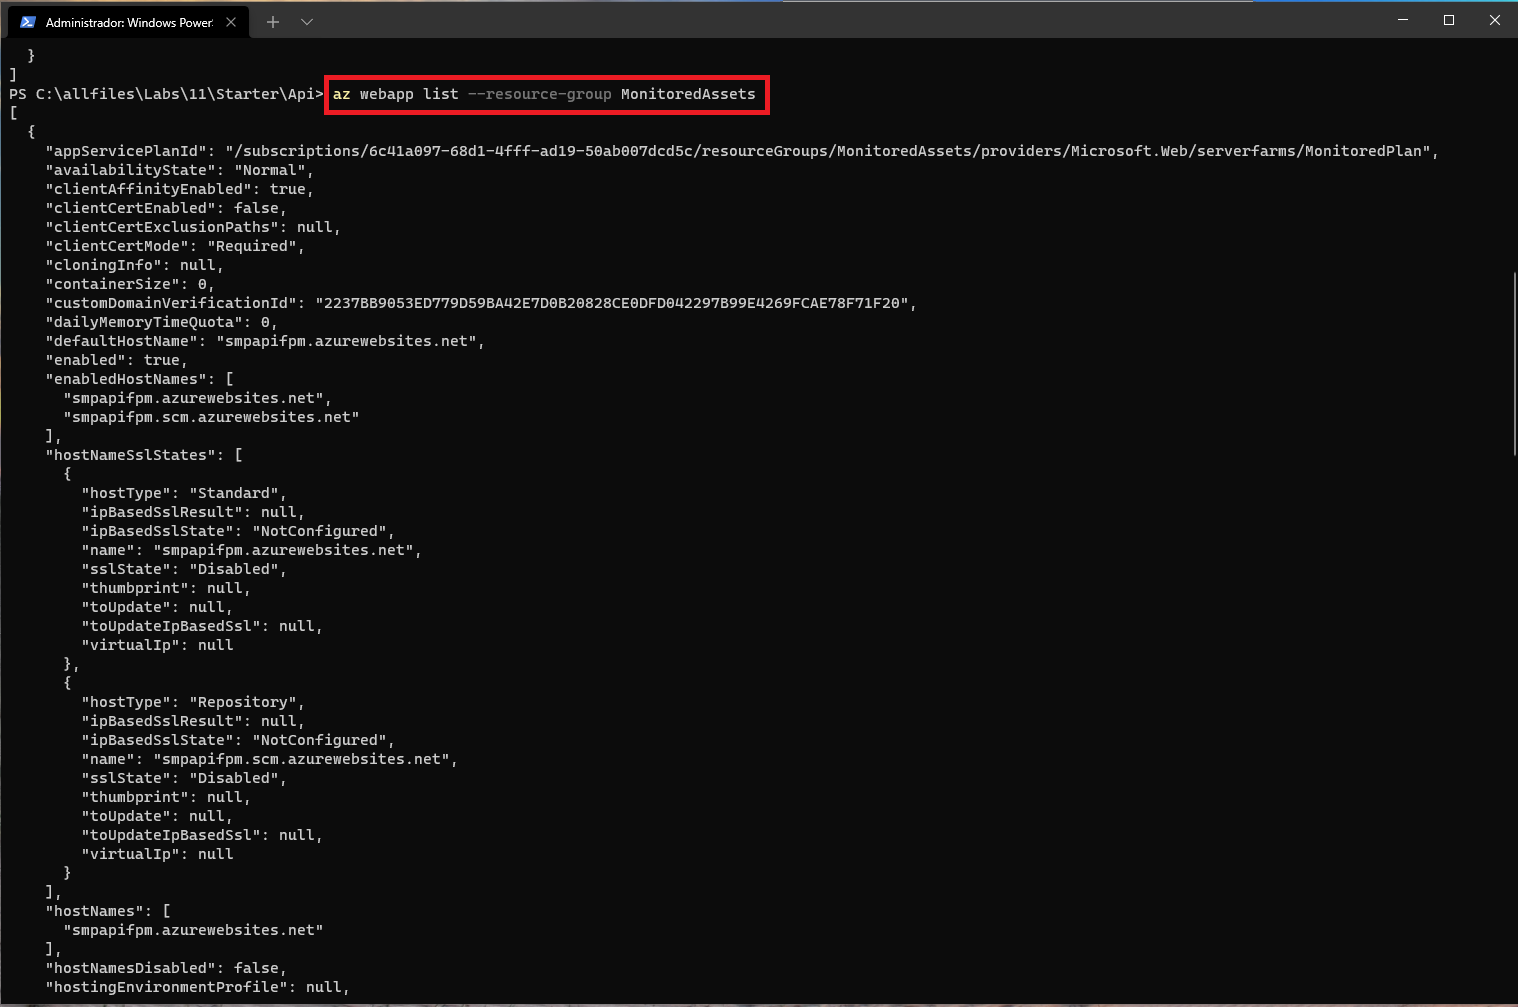 Administrador: Windows Power
  }
]
PS C:\allfiles\Labs\11\Starter\Api> az webapp list --resource-group MonitoredAssets
[
  {
    "appServicePlanId": "/subscriptions/6c41a097-68d1-4fff-ad19-50ab007dcd5c/resourceGroups/MonitoredAssets/providers/Microsoft.Web/serverfarms/MonitoredPlan",
    "availabilityState": "Normal",
    "clientAffinityEnabled": true,
    "clientCertEnabled": false,
    "clientCertExclusionPaths": null,
    "clientCertMode": "Required",
    "cloningInfo": null,
    "containerSize": 0,
    "customDomainVerificationId": "2237BB9053ED779D59BA42E7D0B20828CE0DFD042297B99E4269FCAE78F71F20",
    "dailyMemoryTimeQuota": 0,
    "defaultHostName": "smpapifpm.azurewebsites.net",
    "enabled": true,
    "enabledHostNames": [
      "smpapifpm.azurewebsites.net",
      "smpapifpm.scm.azurewebsites.net"
    ],
    "hostNameSslStates": [
      {
        "hostType": "Standard",
        "ipBasedSslResult": null,
        "ipBasedSslState": "NotConfigured",
        "name": "smpapifpm.azurewebsites.net",
        "sslState": "Disabled",
        "thumbprint": null,
        "toUpdate": null,
        "toUpdateIpBasedSsl": null,
        "virtualIp": null
      },
      {
        "hostType": "Repository",
        "ipBasedSslResult": null,
        "ipBasedSslState": "NotConfigured",
        "name": "smpapifpm.scm.azurewebsites.net",
        "sslState": "Disabled",
        "thumbprint": null,
        "toUpdate": null,
        "toUpdateIpBasedSsl": null,
        "virtualIp": null
      }
    ],
    "hostNames": [
      "smpapifpm.azurewebsites.net"
    ],
    "hostNamesDisabled": false,
    "hostingEnvironmentProfile": null,